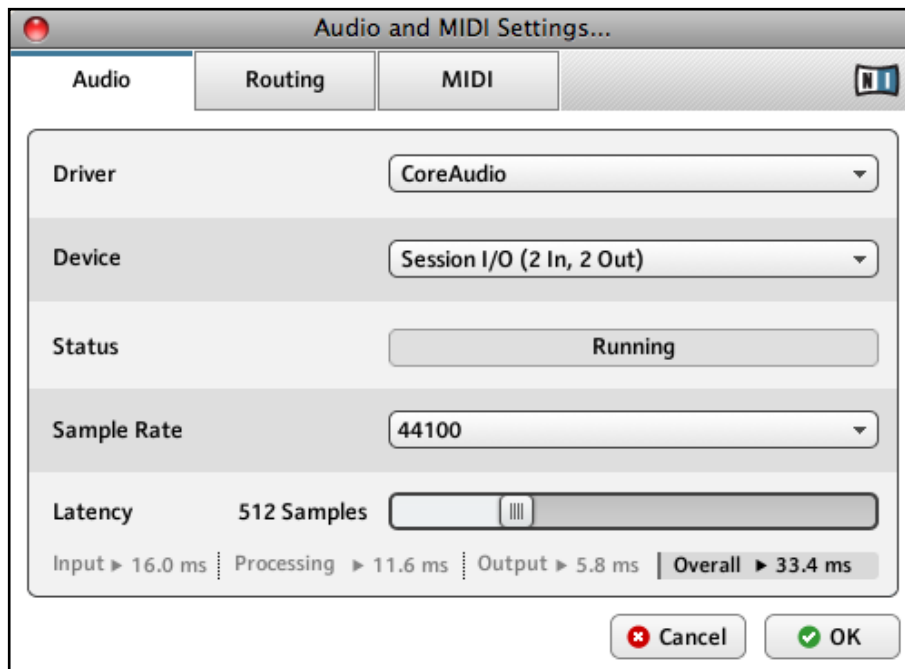 Audio and MIDI Settings...
Audio Routing MIDI NI
Driver CoreAudio
Device Session I/O (2 In, 2 Out)
Status Running
Sample Rate 44100
Latency 512 Samples
Input ▸ 16.0 ms Processing ▸ 11.6 ms Output ▸ 5.8 ms Overall ▸ 33.4 ms
Cancel OK